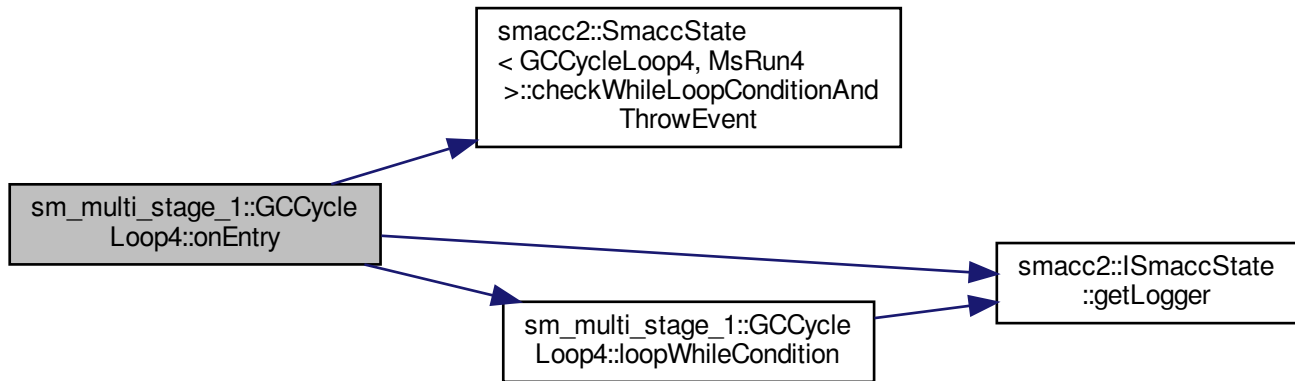 smacc2::SmaccState
< GCCycleLoop4, MsRun4
>::checkWhileLoopConditionAnd
ThrowEvent
sm_multi_stage_1::GCCycle
Loop4::onEntry
smacc2::ISmaccState
::getLogger
sm_multi_stage_1::GCCycle
Loop4::loopWhileCondition